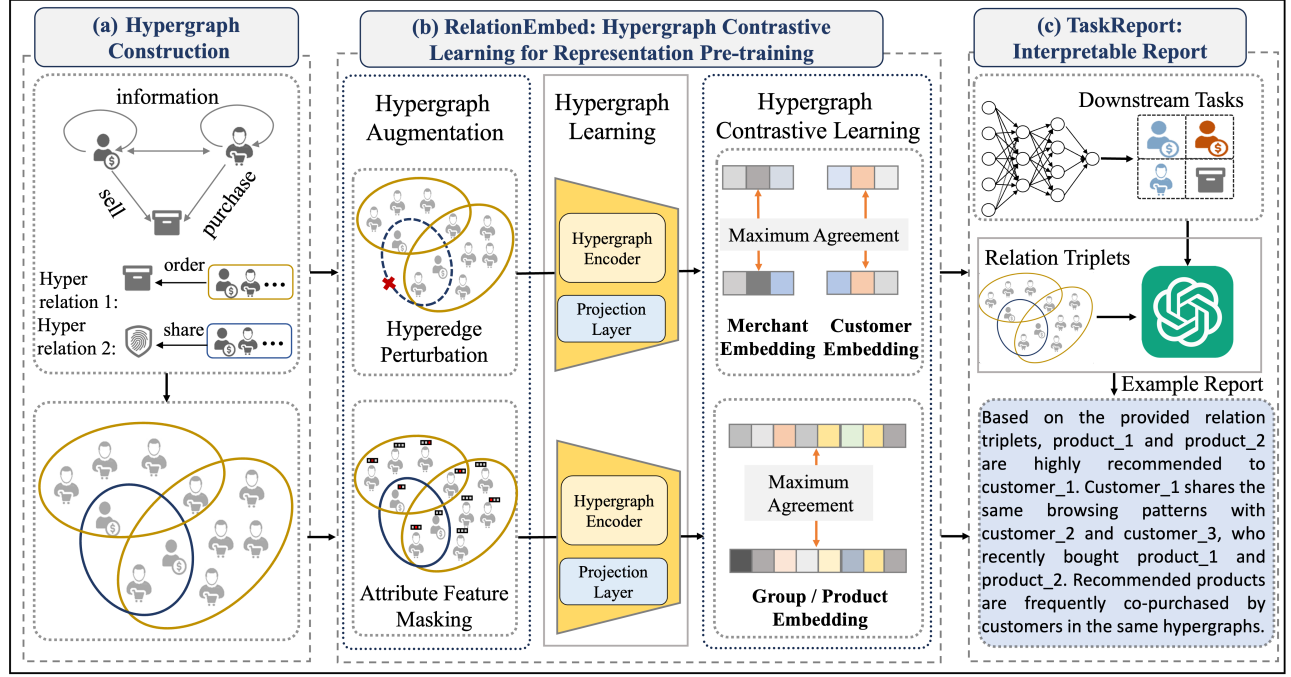 (a) Hypergraph
Construction
information
sell
purchase
Hyper
relation 1:
order
Hyper
relation 2:
share
(b) RelationEmbed: Hypergraph Contrastive
Learning for Representation Pre-training
Hypergraph
Augmentation
Hyperedge
Perturbation
Attribute Feature
Masking
Hypergraph
Learning
Hypergraph
Encoder
Projection
Layer
Hypergraph
Encoder
Projection
Layer
Hypergraph
Contrastive Learning
Maximum Agreement
Merchant
Embedding
Customer
Embedding
Maximum
Agreement
Group / Product
Embedding
(c) TaskReport:
Interpretable Report
Downstream Tasks
Relation Triplets
Example Report
Based on the provided relation
triplets, product_1 and product_2
are highly recommended to
customer_1. Customer_1 shares the
same browsing patterns with
customer_2 and customer_3, who
recently bought product_1 and
product_2. Recommended products
are frequently co-purchased by
customers in the same hypergraphs.